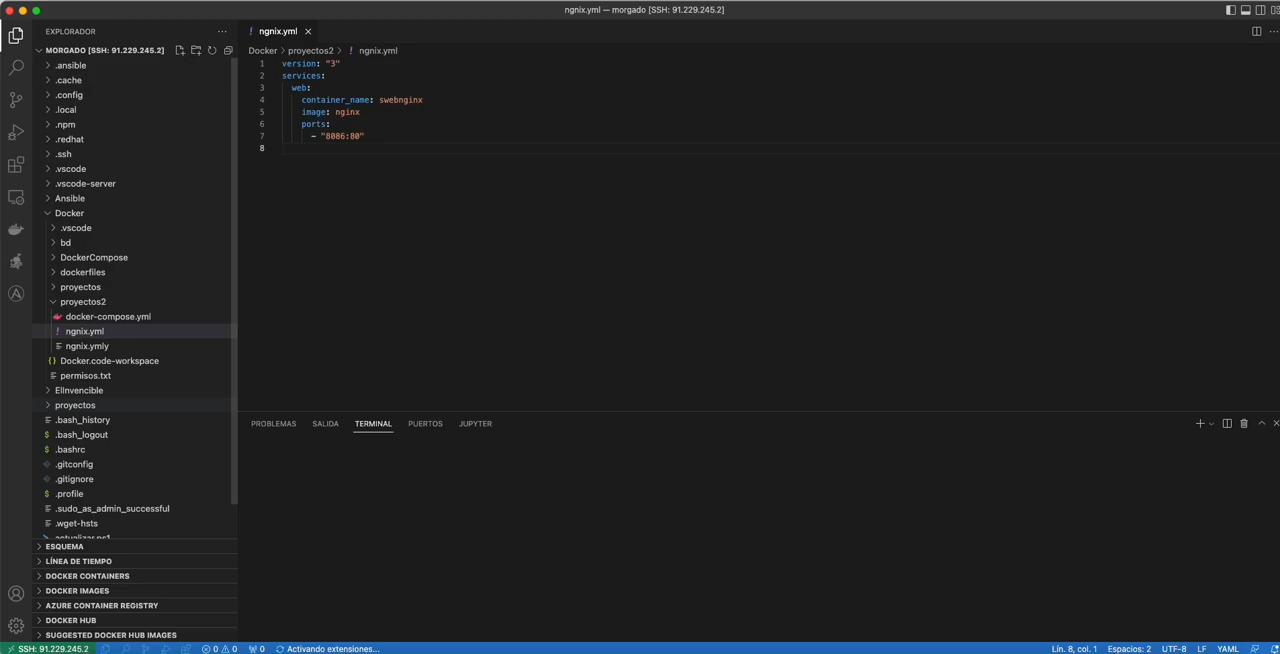 ngnix.yml — morgado [SSH: 91.229.245.2]
EXPLORADOR
MORGADO [SSH: 91.229.245.2]
.ansible
.cache
.config
.local
.npm
.redhat
.ssh
.vscode
.vscode-server
Ansible
Docker
.vscode
bd
DockerCompose
dockerfiles
proyectos
proyectos2
docker-compose.yml
ngnix.yml
ngnix.ymly
Docker.code-workspace
permisos.txt
ElInvencible
proyectos
.bash_history
.bash_logout
.bashrc
.gitconfig
.gitignore
.profile
.sudo_as_admin_successful
.wget-hsts
actualizar.ps1
ESQUEMA
LÍNEA DE TIEMPO
DOCKER CONTAINERS
DOCKER IMAGES
AZURE CONTAINER REGISTRY
DOCKER HUB
SUGGESTED DOCKER HUB IMAGES
ngnix.yml
Docker > proyectos2 > ! ngnix.yml
1 version: "3"
2 services:
3 web:
4 container_name: swebnginx
5 image: nginx
6 ports:
7 - "8086:80"
8
PROBLEMAS SALIDA TERMINAL PUERTOS JUPYTER
SSH: 91.229.245.2 0 0 0 Activando extensiones... Lín. 8, col. 1 Espacios: 2 UTF-8 LF YAML